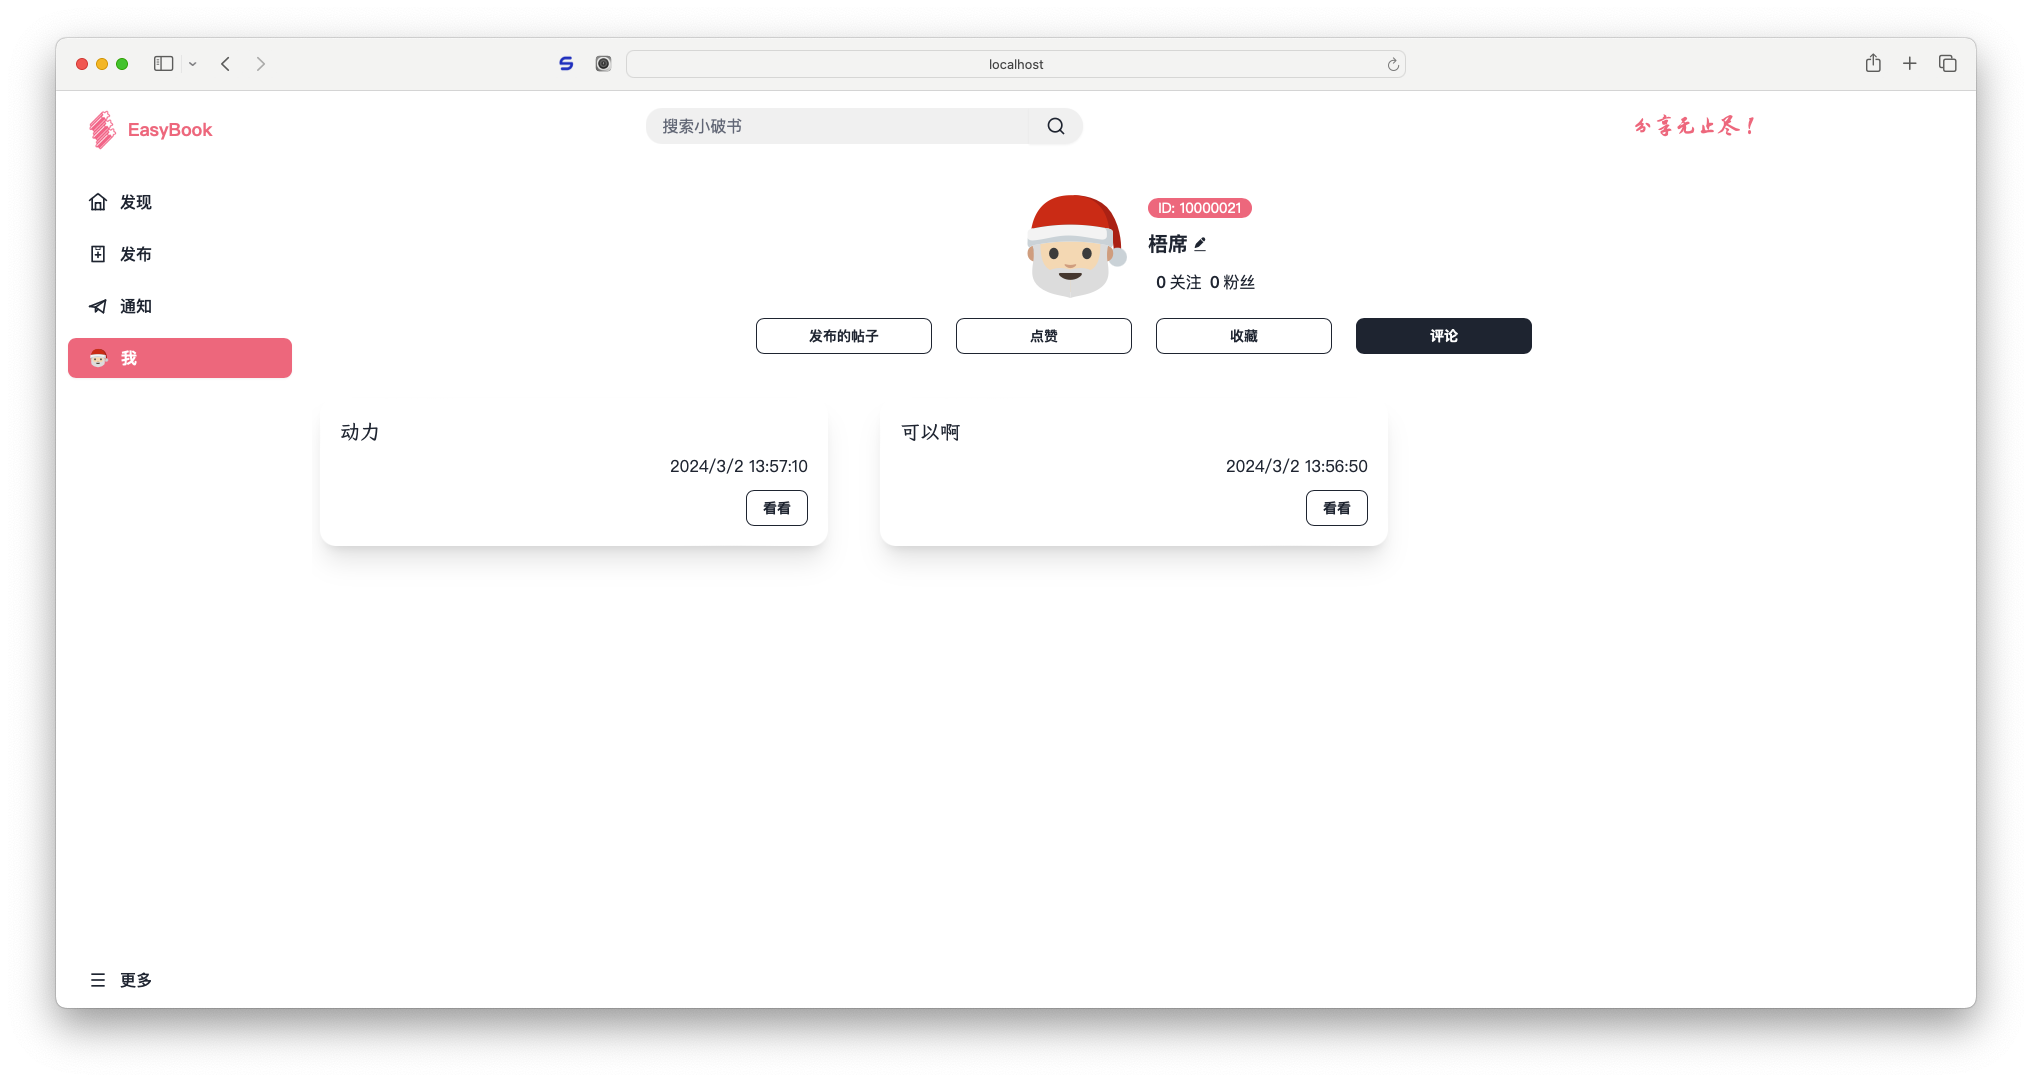 localhost
EasyBook
搜索小破书
分享无止尽！
发现
发布
通知
我
ID: 10000021
梧席
0 关注 0 粉丝
发布的帖子 点赞 收藏 评论
动力
2024/3/2 13:57:10
看看
可以啊
2024/3/2 13:56:50
看看
更多